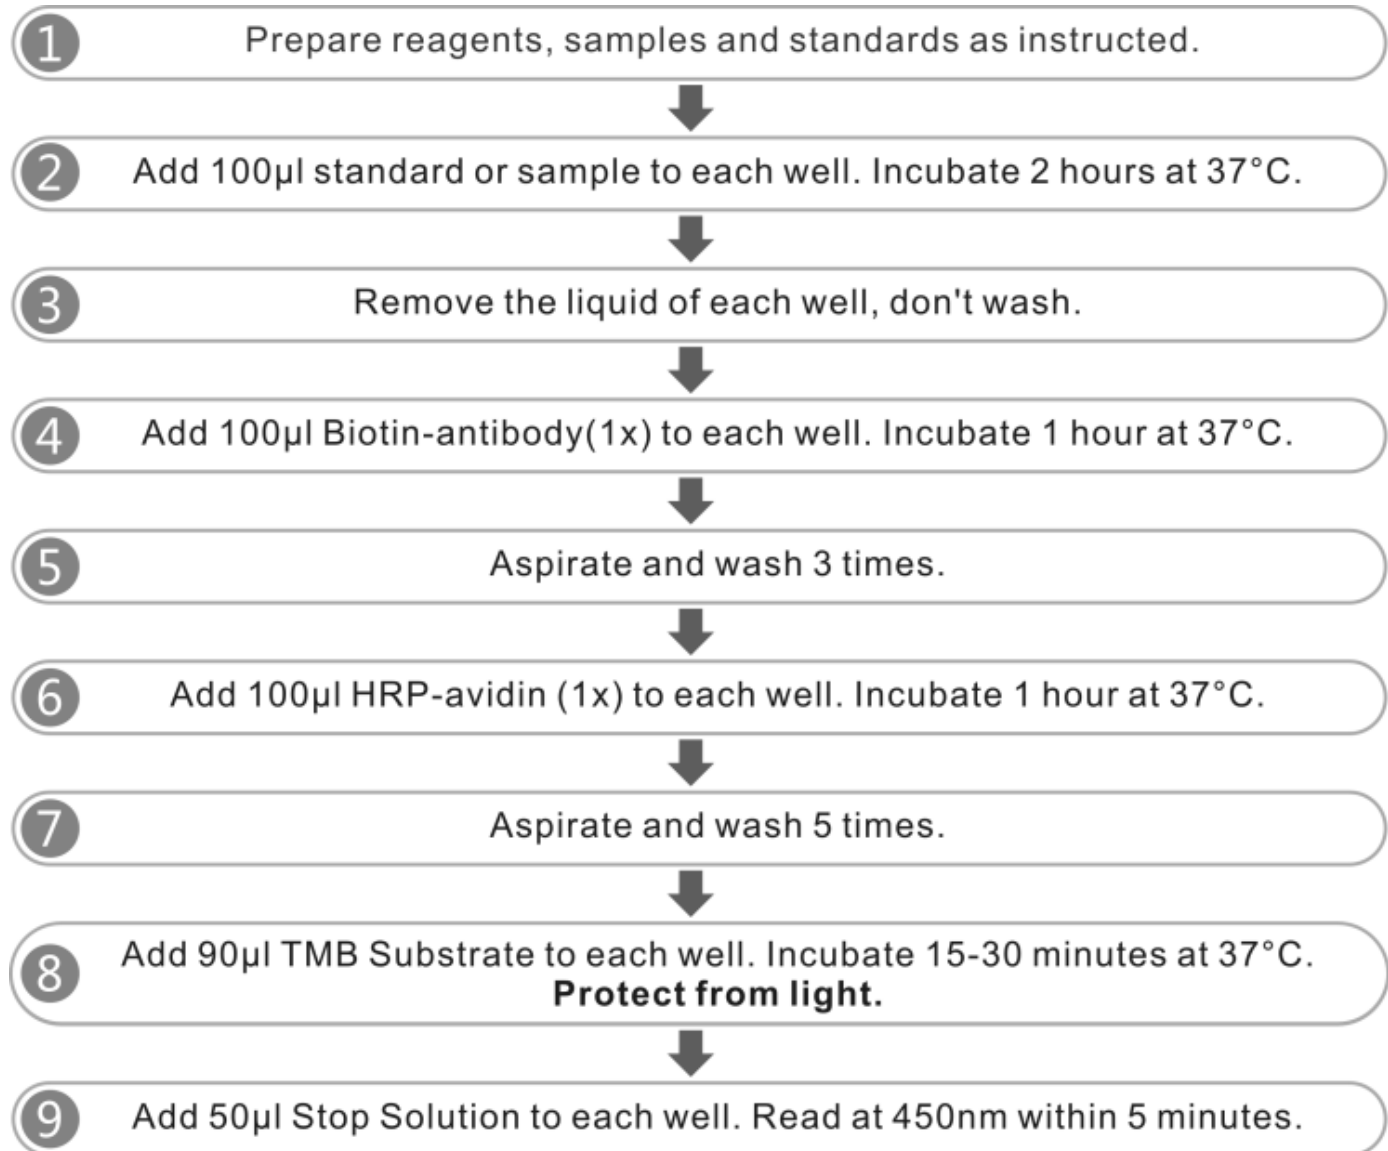 1 Prepare reagents, samples and standards as instructed.
2 Add 100µl standard or sample to each well. Incubate 2 hours at 37°C.
3 Remove the liquid of each well, don't wash.
4 Add 100µl Biotin-antibody(1x) to each well. Incubate 1 hour at 37°C.
5 Aspirate and wash 3 times.
6 Add 100µl HRP-avidin (1x) to each well. Incubate 1 hour at 37°C.
7 Aspirate and wash 5 times.
8 Add 90µl TMB Substrate to each well. Incubate 15-30 minutes at 37°C.
Protect from light.
9 Add 50µl Stop Solution to each well. Read at 450nm within 5 minutes.